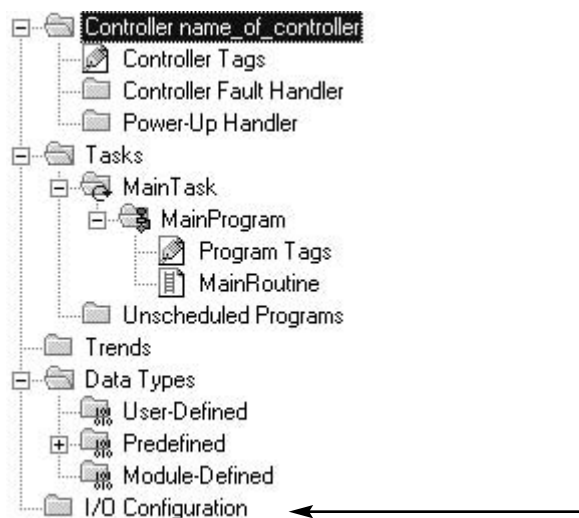 Controller name_of_controller
Controller Tags
Controller Fault Handler
Power-Up Handler
Tasks
MainTask
MainProgram
Program Tags
MainRoutine
Unscheduled Programs
Trends
Data Types
User-Defined
Predefined
Module-Defined
I/O Configuration